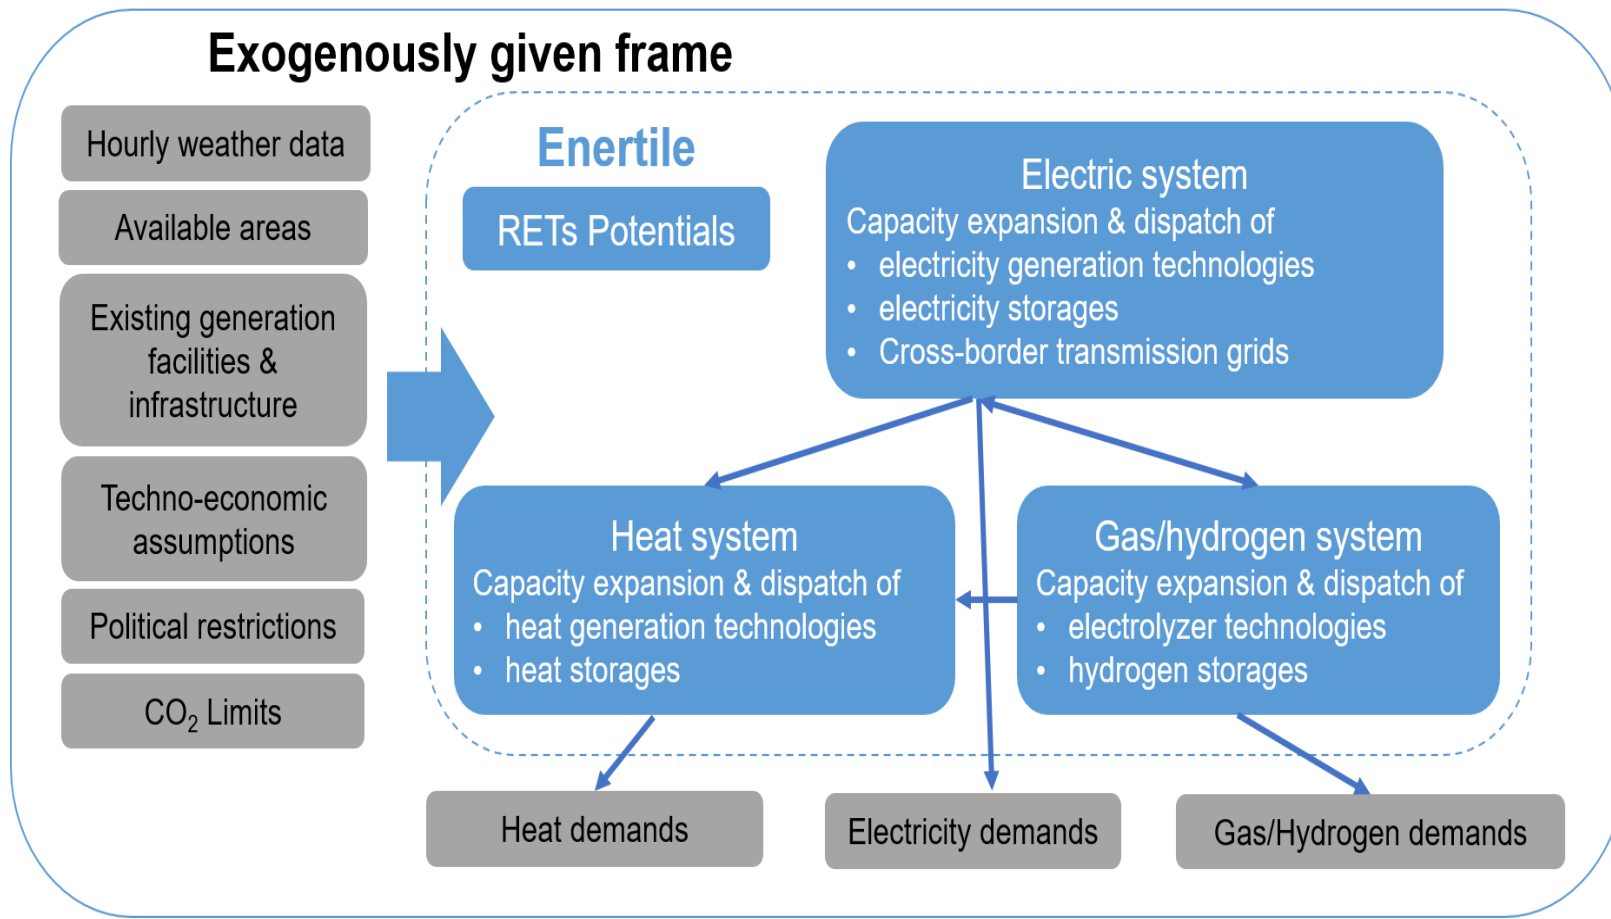 Exogenously given frame
Hourly weather data
Available areas
Existing generation
facilities &
infrastructure
Techno-economic
assumptions
Political restrictions
CO₂ Limits
Enertile
RETs Potentials
Electric system
Capacity expansion & dispatch of
• electricity generation technologies
• electricity storages
• Cross-border transmission grids
Heat system
Capacity expansion & dispatch of
• heat generation technologies
• heat storages
Gas/hydrogen system
Capacity expansion & dispatch of
• electrolyzer technologies
• hydrogen storages
Heat demands
Electricity demands
Gas/Hydrogen demands